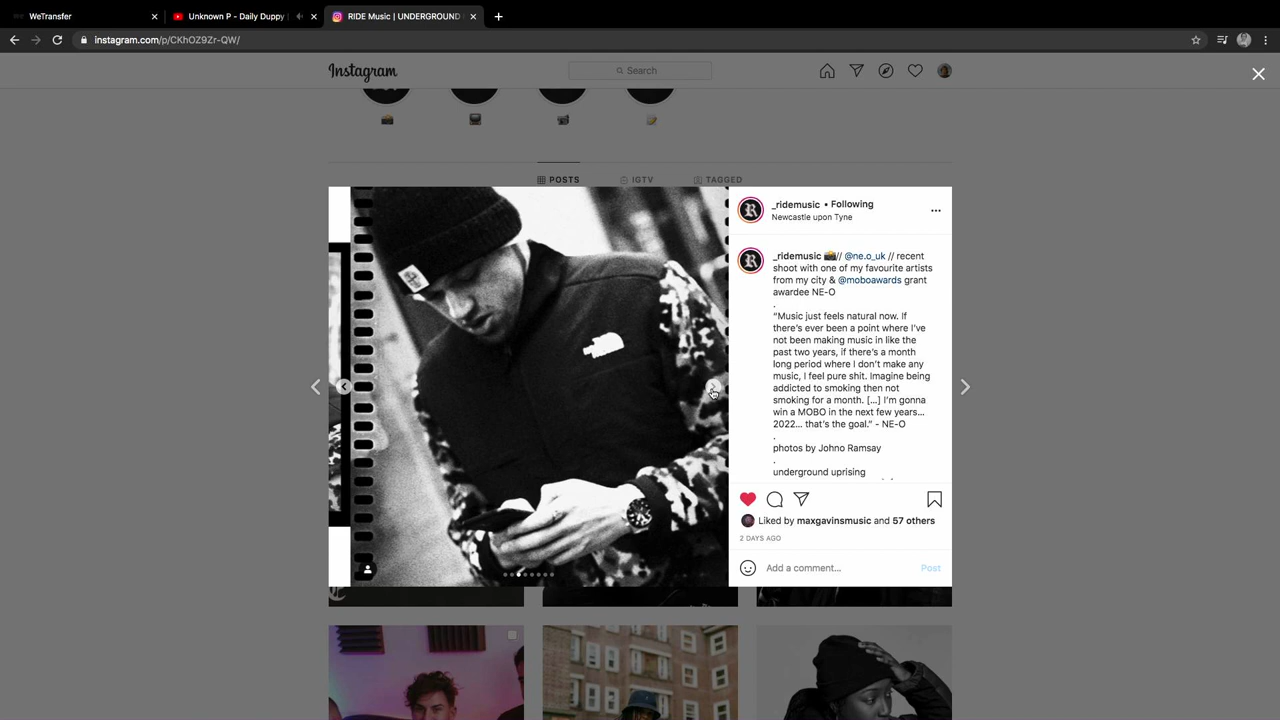 WeTransfer
Unknown P - Daily Duppy |
RIDE Music | UNDERGROUND
instagram.com/p/CKhOZ9Zr-QW/
Instagram
Search
POSTS
IGTV
TAGGED
_ridemusic • Following
Newcastle upon Tyne
R
_ridemusic 📸// @ne.o_uk // recent
shoot with one of my favourite artists
from my city & @moboawards grant
awardee NE-O
.
“Music just feels natural now. If
there’s ever been a point where I’ve
not been making music in like the
past two years, if there’s a month
long period where I don’t make any
music, I feel pure shit. Imagine being
addicted to smoking then not
smoking for a month. [...] I’m gonna
win a MOBO in the next few years...
2022... that’s the goal.” - NE-O
.
photos by Johno Ramsay
.
underground uprising
Liked by maxgavinsmusic and 57 others
2 DAYS AGO
Add a comment...
Post